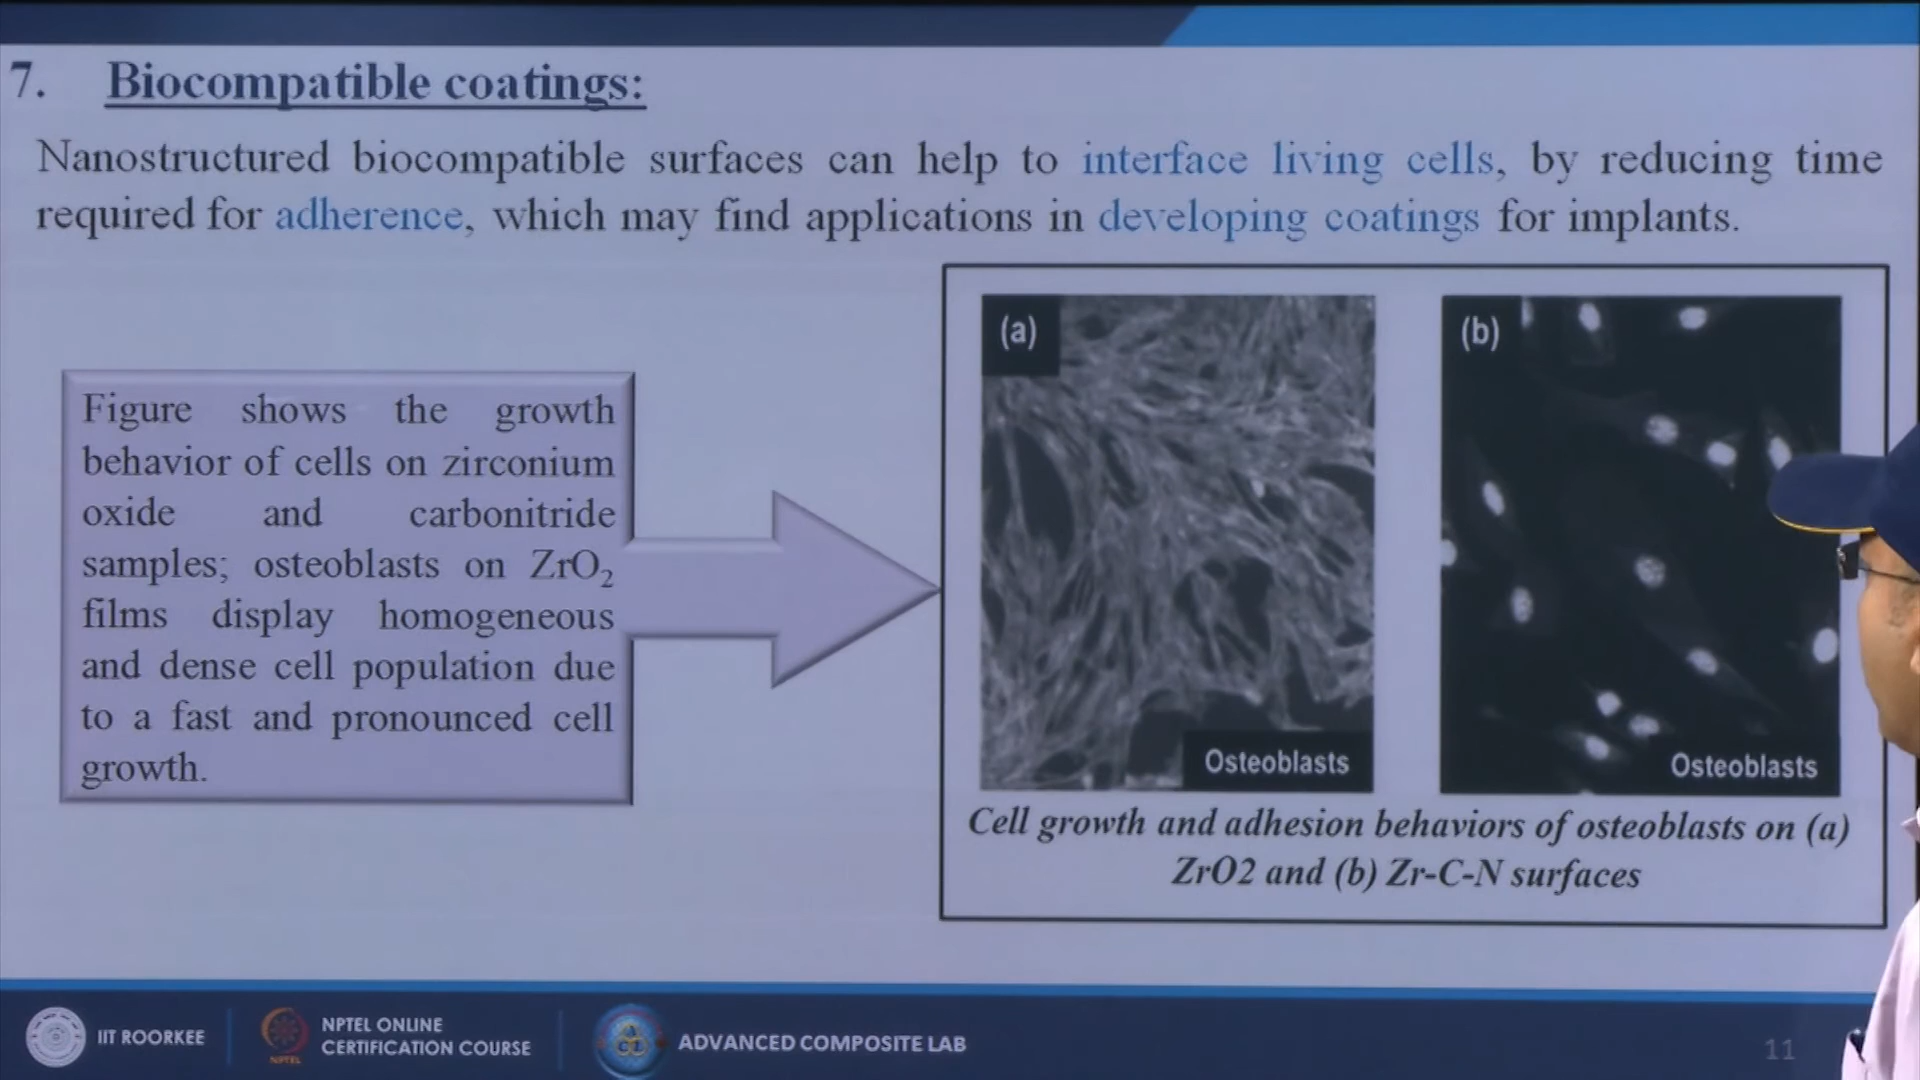 7. Biocompatible coatings:
Nanostructured biocompatible surfaces can help to interface living cells, by reducing time
required for adherence, which may find applications in developing coatings for implants.
Figure shows the growth
behavior of cells on zirconium
oxide and carbonitride
samples; osteoblasts on ZrO₂
films display homogeneous
and dense cell population due
to a fast and pronounced cell
growth.
(a)
Osteoblasts
(b)
Osteoblasts
Cell growth and adhesion behaviors of osteoblasts on (a)
ZrO2 and (b) Zr-C-N surfaces
IIT ROORKEE
NPTEL
NPTEL ONLINE
CERTIFICATION COURSE
ADVANCED COMPOSITE LAB
11